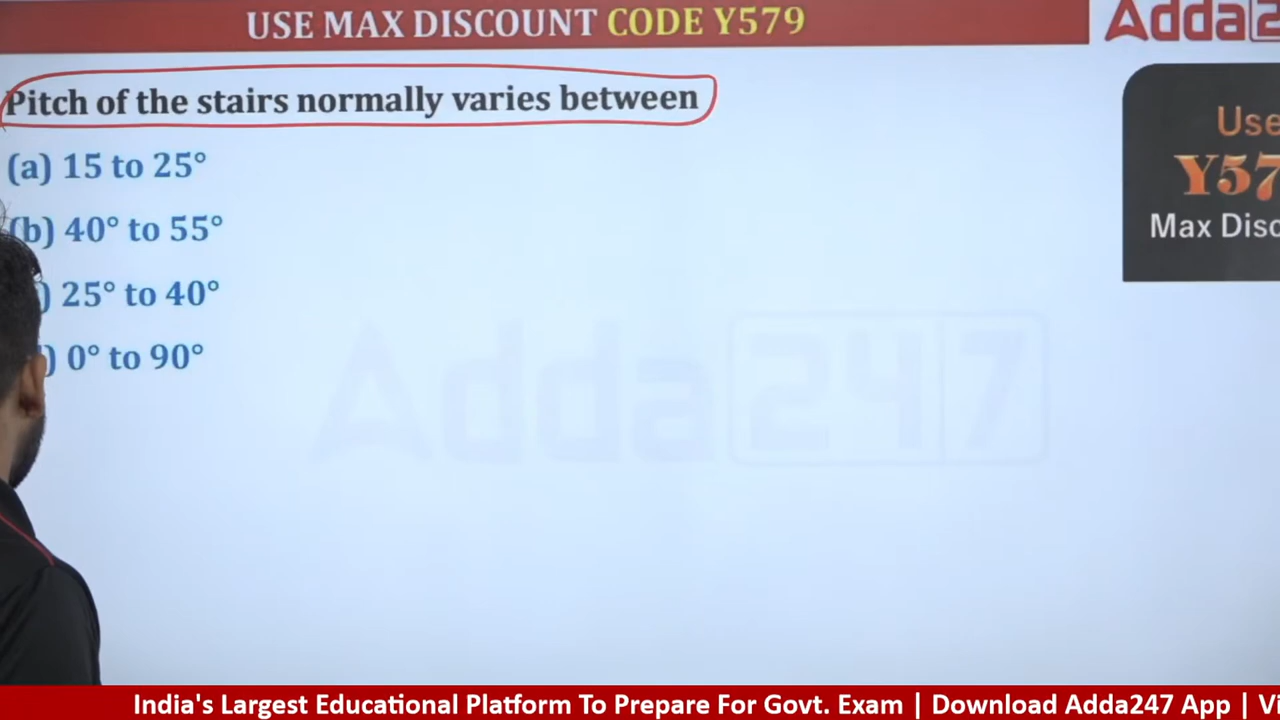 USE MAX DISCOUNT CODE Y579
Adda2
Pitch of the stairs normally varies between
(a) 15 to 25°
(b) 40° to 55°
) 25° to 40°
) 0° to 90°
Use
Y57
Max Disc
Adda247
India's Largest Educational Platform To Prepare For Govt. Exam | Download Adda247 App | Vi